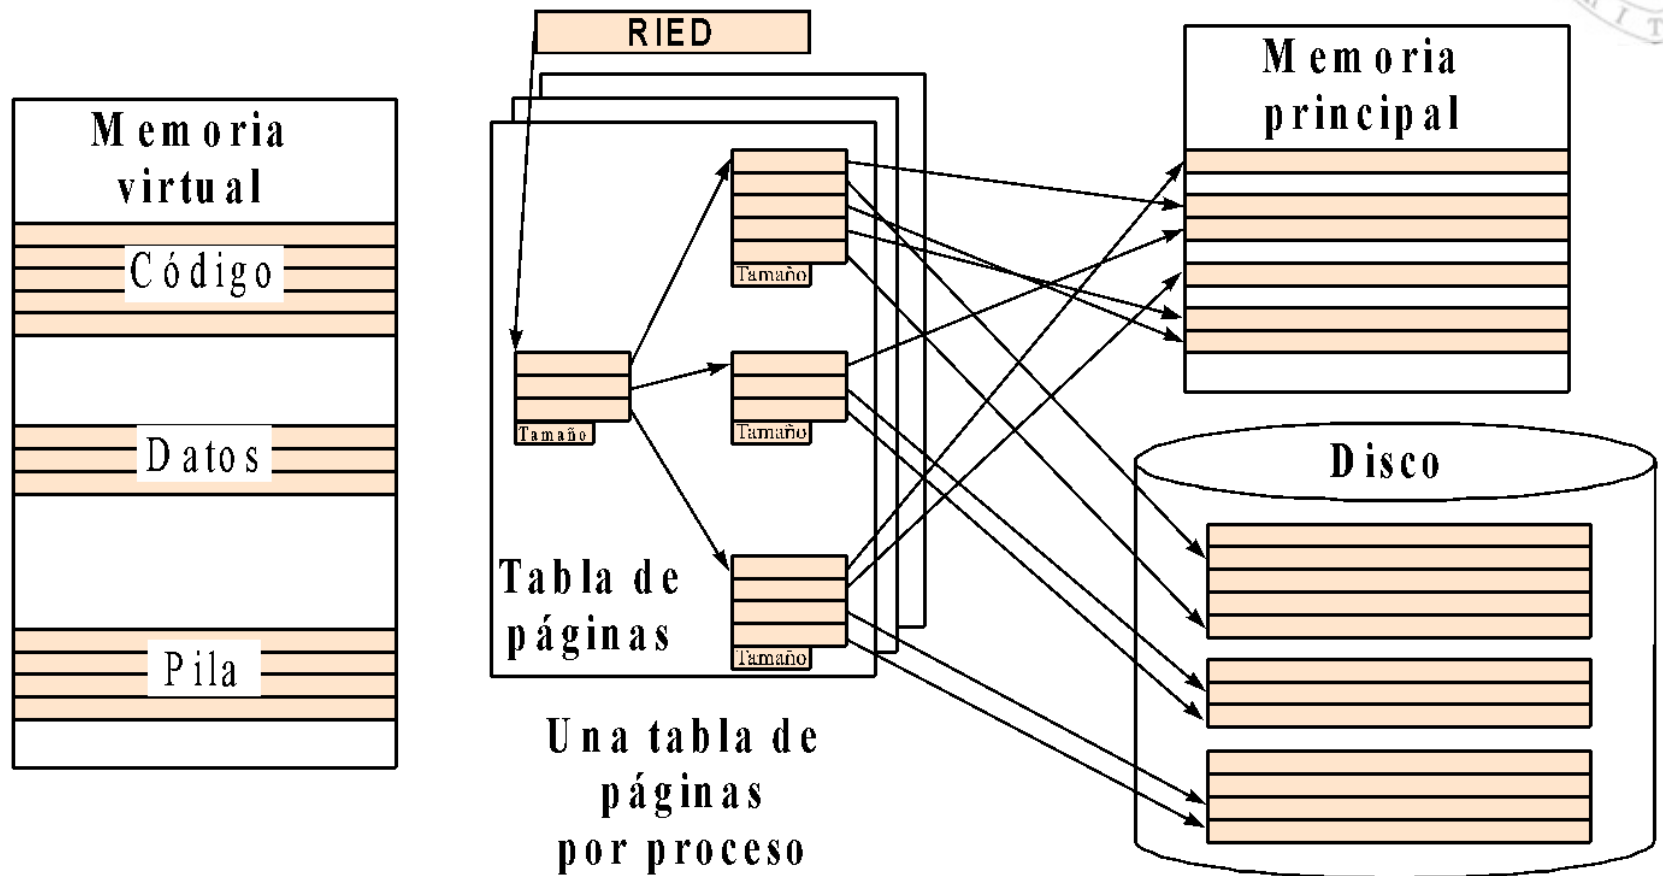 RIED
Memoria
principal
Memoria
virtual
Código
Datos
Pila
Tamaño
Tamaño
Tamaño
Tamaño
Tabla de
páginas
Disco
Una tabla de
páginas
por proceso